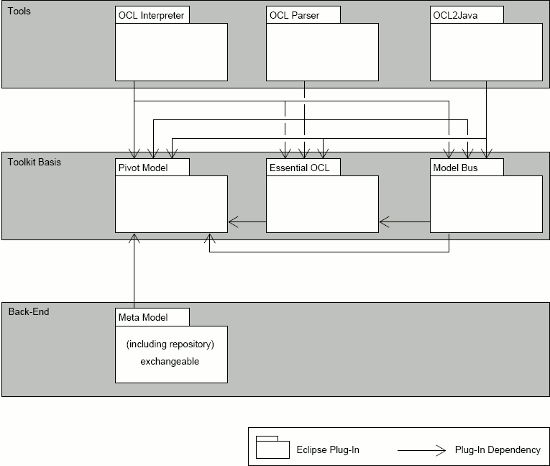 Tools
OCL Interpreter
OCL Parser
OCL2Java
Toolkit Basis
Pivot Model
Essential OCL
Model Bus
Back-End
Meta Model
(including repository)
exchangeable
Eclipse Plug-In
Plug-In Dependency